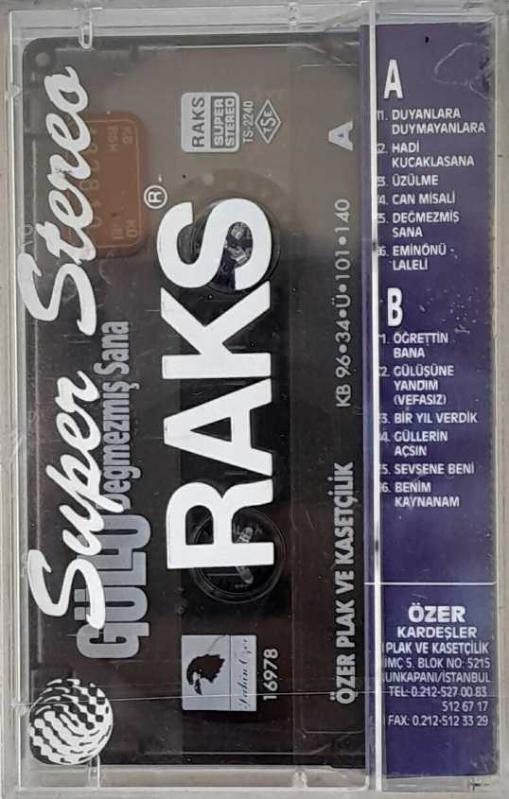 Super Stereo
RAKS®
GÜLLÜ
Değmezmiş Sana
RAKS
SUPER
STEREO
TS-2240
TSE
A
KB 96•34•Ü•101•140
ÖZER PLAK VE KASETÇİLİK
16978
A
1. DUYANLARA
DUYMAYANLARA
2. HADİ
KUCAKLASANA
3. ÜZÜLME
4. CAN MİSALİ
5. DEĞMEZMİŞ
SANA
6. EMİNÖNÜ -
LALELİ
B
1. ÖĞRETTİN
BANA
2. GÜLÜŞÜNE
YANDIM
(VEFASIZ)
3. BİR YIL VERDİK
4. GÜLLERİN
AÇSIN
5. SEVSENE BENİ
6. BENİM
KAYNANAM
ÖZER
KARDEŞLER
PLAK VE KASETÇİLİK
İMÇ 5. BLOK NO: 5215
UNKAPANI/İSTANBUL
TEL: 0.212-527 00 83
512 67 17
FAX: 0.212-512 33 29